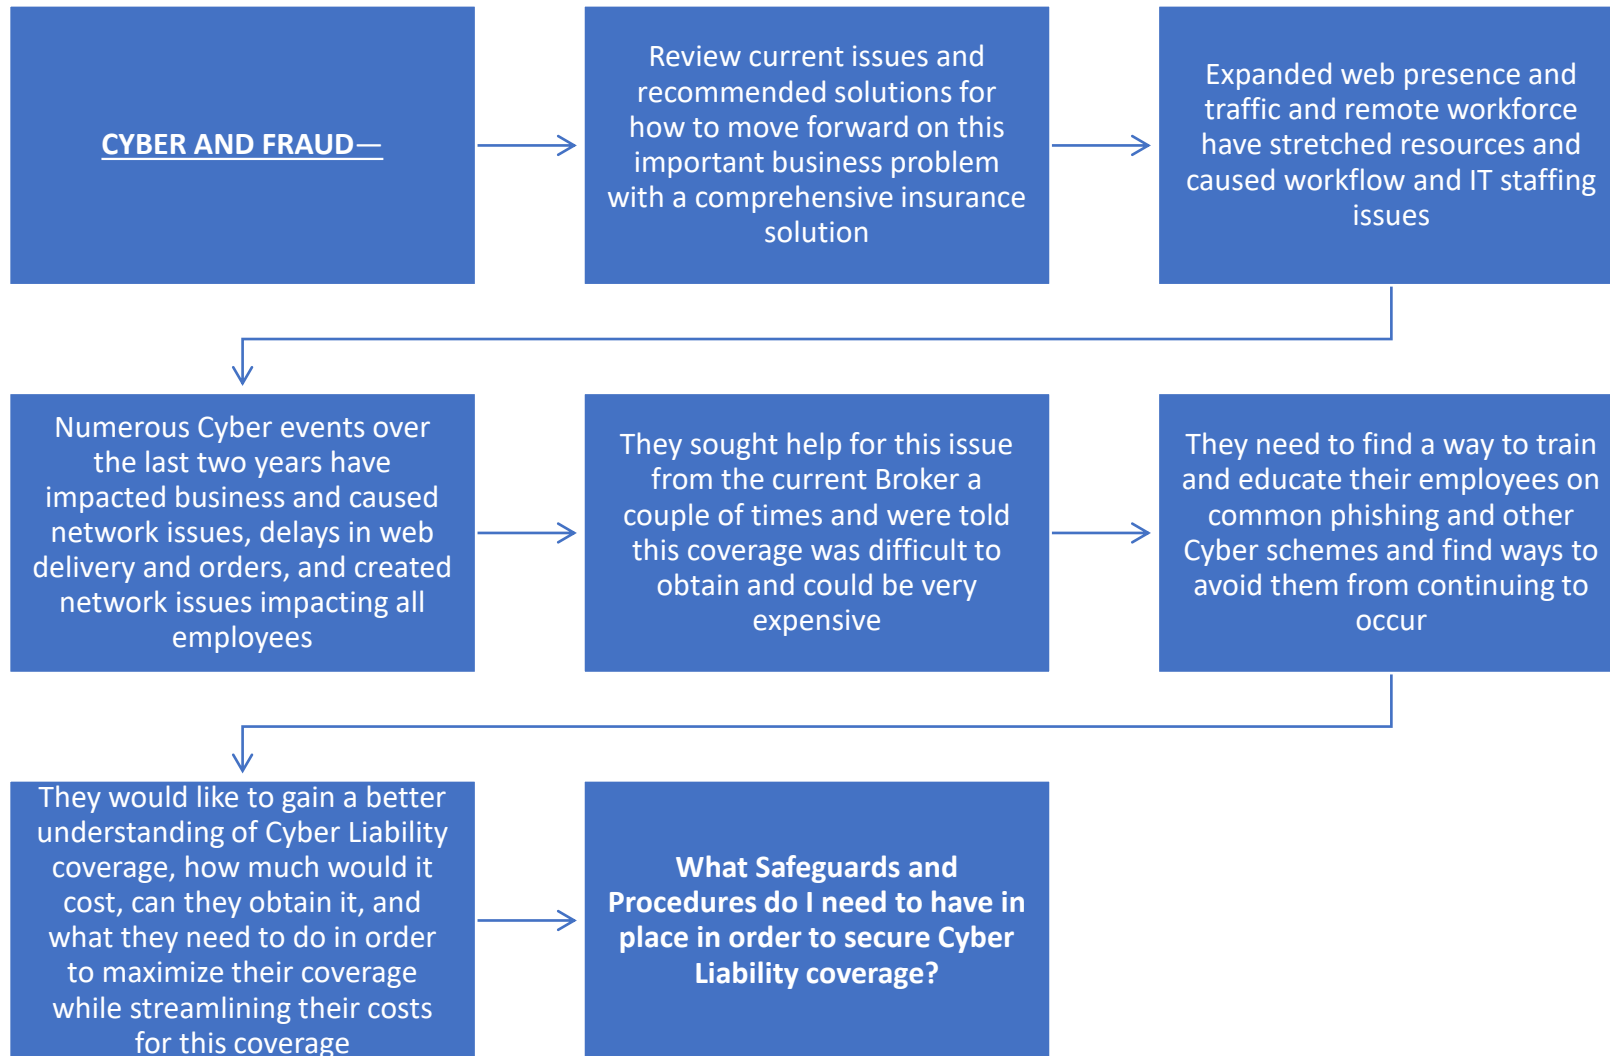 CYBER AND FRAUD—
Review current issues and
recommended solutions for
how to move forward on this
important business problem
with a comprehensive insurance
solution
Expanded web presence and
traffic and remote workforce
have stretched resources and
caused workflow and IT staffing
issues
Numerous Cyber events over
the last two years have
impacted business and caused
network issues, delays in web
delivery and orders, and created
network issues impacting all
employees
They sought help for this issue
from the current Broker a
couple of times and were told
this coverage was difficult to
obtain and could be very
expensive
They need to find a way to train
and educate their employees on
common phishing and other
Cyber schemes and find ways to
avoid them from continuing to
occur
They would like to gain a better
understanding of Cyber Liability
coverage, how much would it
cost, can they obtain it, and
what they need to do in order
to maximize their coverage
while streamlining their costs
for this coverage
What Safeguards and
Procedures do I need to have in
place in order to secure Cyber
Liability coverage?